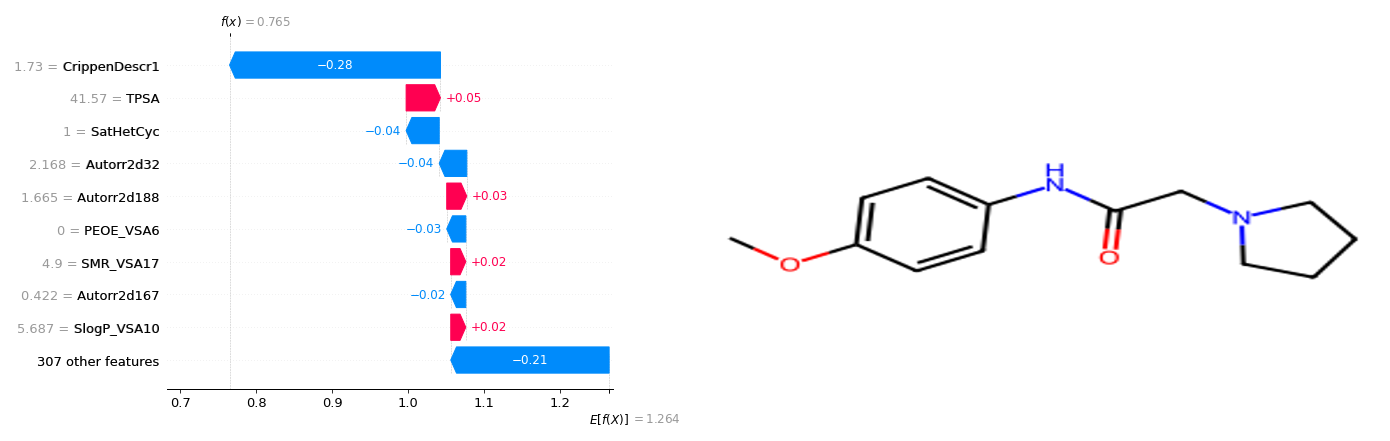 f(x) = 0.765
1.73 = CrippenDescr1
−0.28
41.57 = TPSA
+0.05
1 = SatHetCyc
−0.04
2.168 = Autorr2d32
−0.04
1.665 = Autorr2d188
+0.03
0 = PEOE_VSA6
−0.03
4.9 = SMR_VSA17
+0.02
0.422 = Autorr2d167
−0.02
5.687 = SlogP_VSA10
+0.02
307 other features
−0.21
0.7 0.8 0.9 1.0 1.1 1.2
E[f(X)] = 1.264
H
N
O
O
N